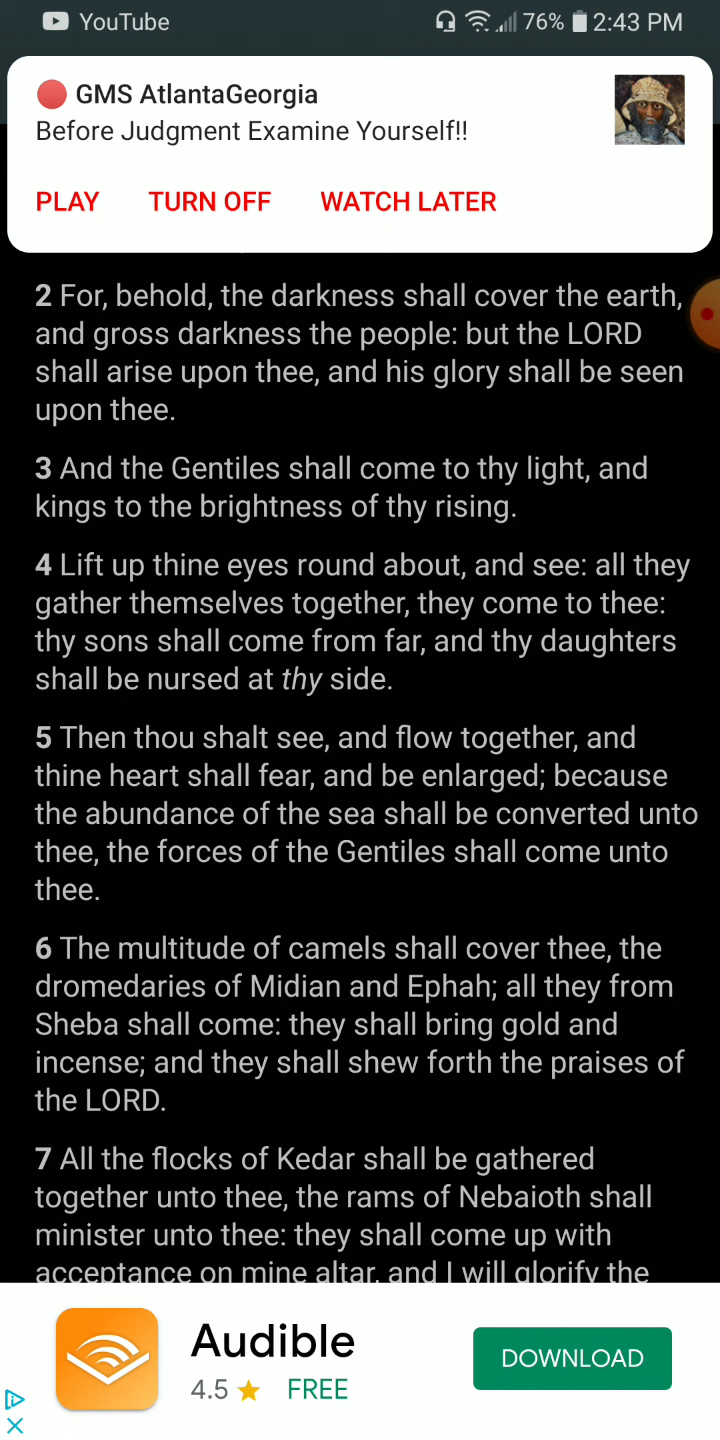 YouTube 76% 2:43 PM
GMS AtlantaGeorgia
Before Judgment Examine Yourself!!
PLAY TURN OFF WATCH LATER
2 For, behold, the darkness shall cover the earth,
and gross darkness the people: but the LORD
shall arise upon thee, and his glory shall be seen
upon thee.
3 And the Gentiles shall come to thy light, and
kings to the brightness of thy rising.
4 Lift up thine eyes round about, and see: all they
gather themselves together, they come to thee:
thy sons shall come from far, and thy daughters
shall be nursed at thy side.
5 Then thou shalt see, and flow together, and
thine heart shall fear, and be enlarged; because
the abundance of the sea shall be converted unto
thee, the forces of the Gentiles shall come unto
thee.
6 The multitude of camels shall cover thee, the
dromedaries of Midian and Ephah; all they from
Sheba shall come: they shall bring gold and
incense; and they shall shew forth the praises of
the LORD.
7 All the flocks of Kedar shall be gathered
together unto thee, the rams of Nebaioth shall
minister unto thee: they shall come up with
acceptance on mine altar, and I will glorify the
Audible
4.5 FREE
DOWNLOAD